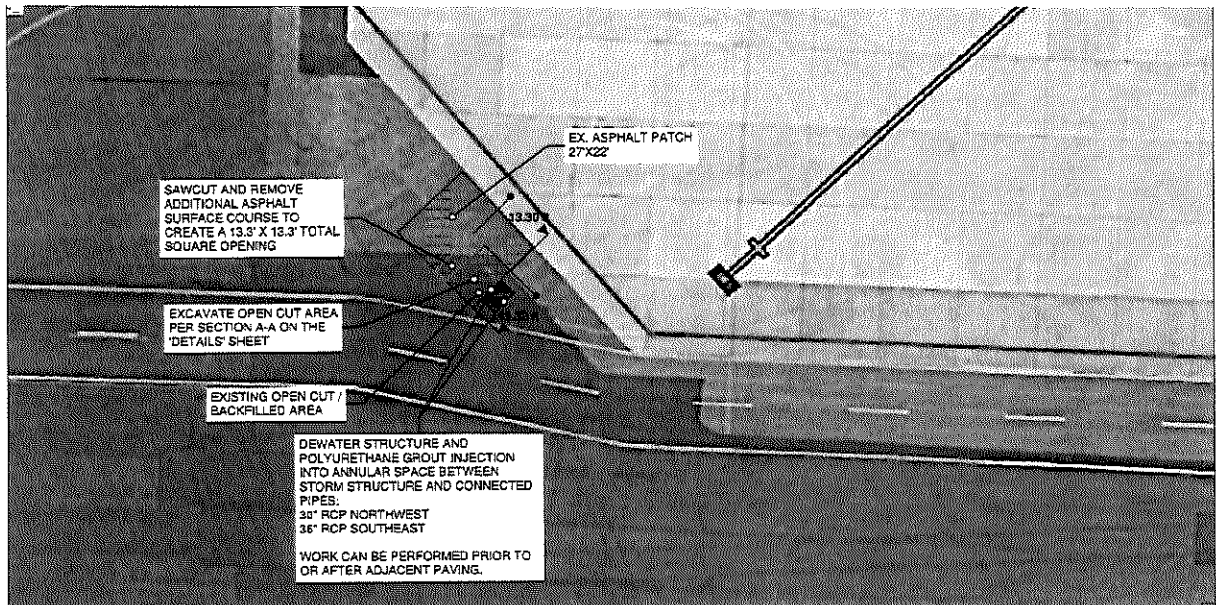 EX. ASPHALT PATCH
27'X22'
SAWCUT AND REMOVE
ADDITIONAL ASPHALT
SURFACE COURSE TO
CREATE A 13.3' X 13.3' TOTAL
SQUARE OPENING
13.30
EXCAVATE OPEN CUT AREA
PER SECTION A-A ON THE
'DETAILS' SHEET
EXISTING OPEN CUT /
BACKFILLED AREA
DEWATER STRUCTURE AND
POLYURETHANE GROUT INJECTION
INTO ANNULAR SPACE BETWEEN
STORM STRUCTURE AND CONNECTED
PIPES:
30" RCP NORTHWEST
36" RCP SOUTHEAST
WORK CAN BE PERFORMED PRIOR TO
OR AFTER ADJACENT PAVING.